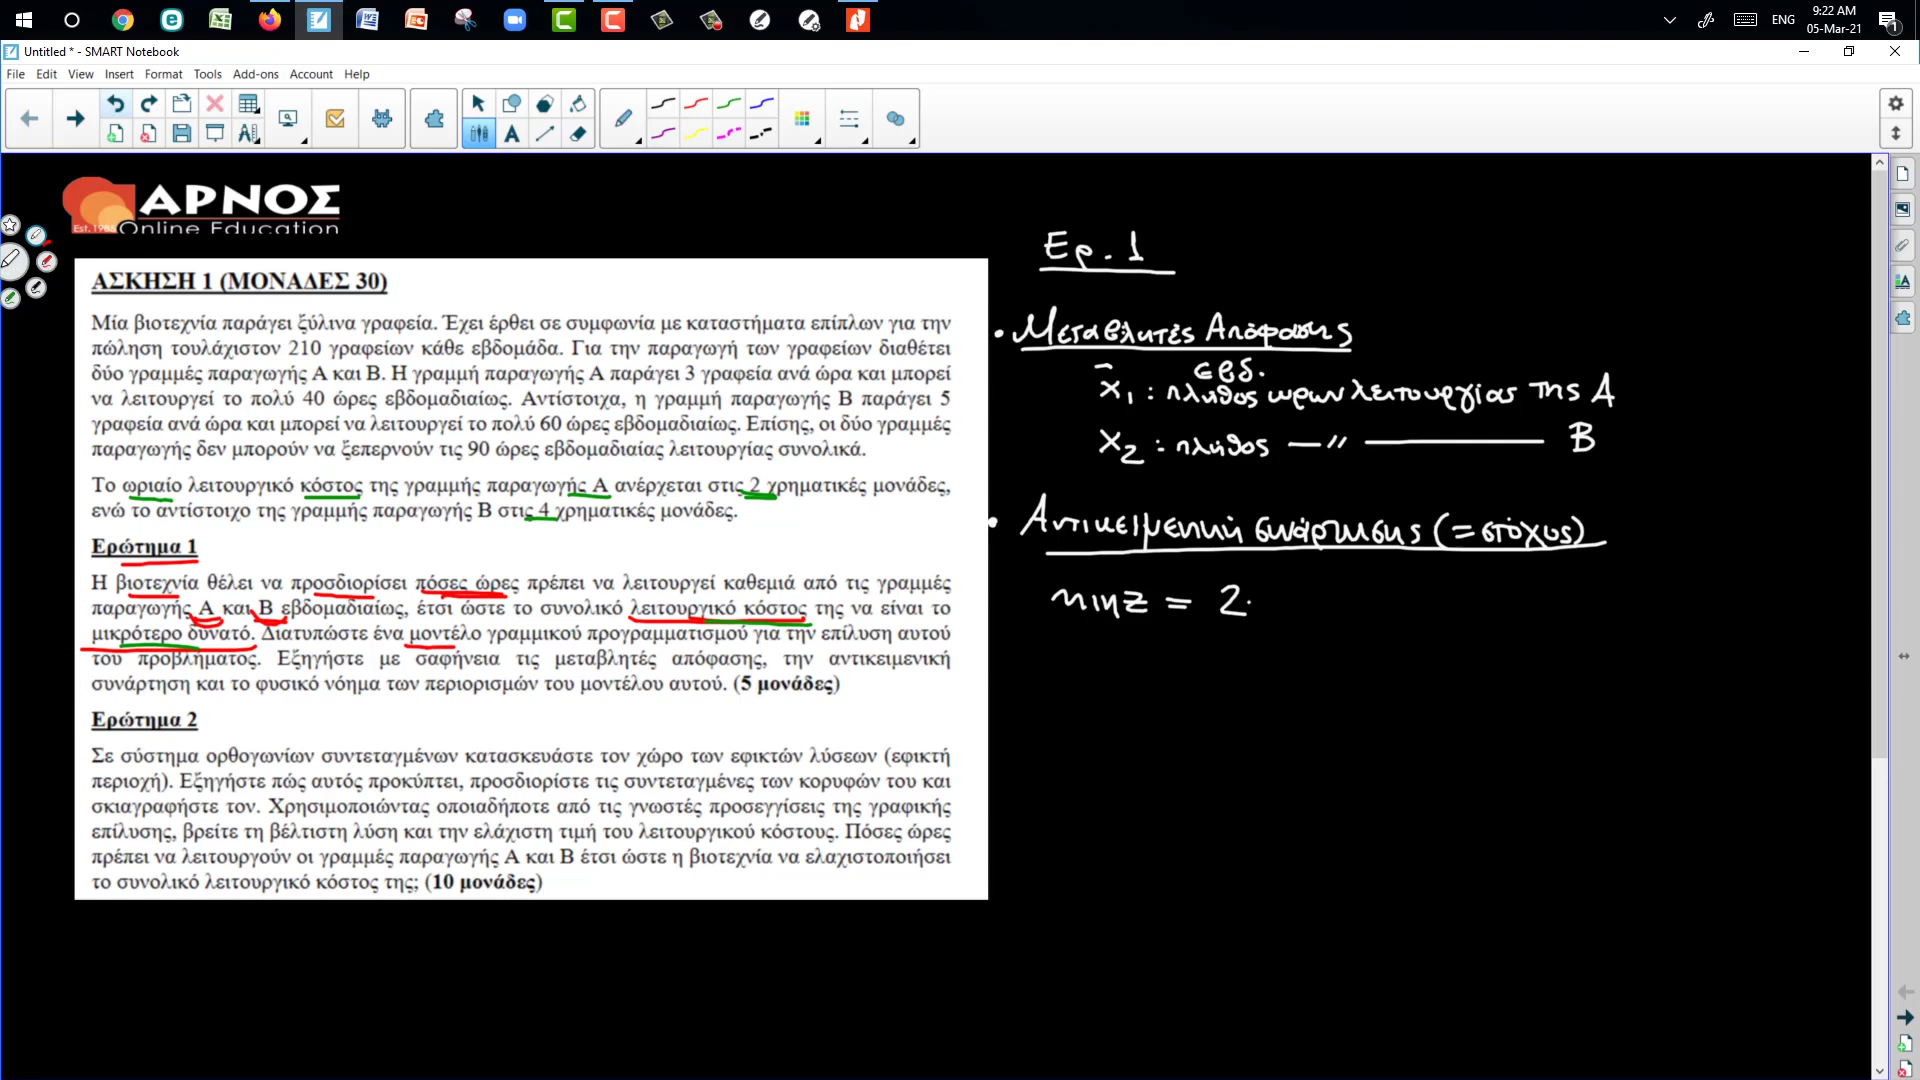 9:22 AM
ENG
05-Mar-21
1
Untitled * - SMART Notebook
File Edit View Insert Format Tools Add-ons Account Help
ΑΡΝΟΣ
Est. 1985 Online Education
ΑΣΚΗΣΗ 1 (ΜΟΝΑΔΕΣ 30)
Μία βιοτεχνία παράγει ξύλινα γραφεία. Έχει έρθει σε συμφωνία με καταστήματα επίπλων για την
πώληση τουλάχιστον 210 γραφείων κάθε εβδομάδα. Για την παραγωγή των γραφείων διαθέτει
δύο γραμμές παραγωγής Α και Β. Η γραμμή παραγωγής Α παράγει 3 γραφεία ανά ώρα και μπορεί
να λειτουργεί το πολύ 40 ώρες εβδομαδιαίως. Αντίστοιχα, η γραμμή παραγωγής Β παράγει 5
γραφεία ανά ώρα και μπορεί να λειτουργεί το πολύ 60 ώρες εβδομαδιαίως. Επίσης, οι δύο γραμμές
παραγωγής δεν μπορούν να ξεπερνούν τις 90 ώρες εβδομαδιαίας λειτουργίας συνολικά.
Το ωριαίο λειτουργικό κόστος της γραμμής παραγωγής Α ανέρχεται στις 2 χρηματικές μονάδες,
ενώ το αντίστοιχο της γραμμής παραγωγής Β στις 4 χρηματικές μονάδες.
Ερώτημα 1
Η βιοτεχνία θέλει να προσδιορίσει πόσες ώρες πρέπει να λειτουργεί καθεμιά από τις γραμμές
παραγωγής Α και Β εβδομαδιαίως, έτσι ώστε το συνολικό λειτουργικό κόστος της να είναι το
μικρότερο δυνατό. Διατυπώστε ένα μοντέλο γραμμικού προγραμματισμού για την επίλυση αυτού
του προβλήματος. Εξηγήστε με σαφήνεια τις μεταβλητές απόφασης, την αντικειμενική
συνάρτηση και το φυσικό νόημα των περιορισμών του μοντέλου αυτού. (5 μονάδες)
Ερώτημα 2
Σε σύστημα ορθογωνίων συντεταγμένων κατασκευάστε τον χώρο των εφικτών λύσεων (εφικτή
περιοχή). Εξηγήστε πώς αυτός προκύπτει, προσδιορίστε τις συντεταγμένες των κορυφών του και
σκιαγραφήστε τον. Χρησιμοποιώντας οποιαδήποτε από τις γνωστές προσεγγίσεις της γραφικής
επίλυσης, βρείτε τη βέλτιστη λύση και την ελάχιστη τιμή του λειτουργικού κόστους. Πόσες ώρες
πρέπει να λειτουργούν οι γραμμές παραγωγής Α και Β έτσι ώστε η βιοτεχνία να ελαχιστοποιήσει
το συνολικό λειτουργικό κόστος της; (10 μονάδες)
Ερ. 1
• Μεταβλητές Απόφασης
εβδ.
x1 : πλήθος ωρών λειτουργίας της Α
x2 : πλήθος —〃 ———— Β
• Αντικειμενική συνάρτησης (= στόχος)
min z = 2·